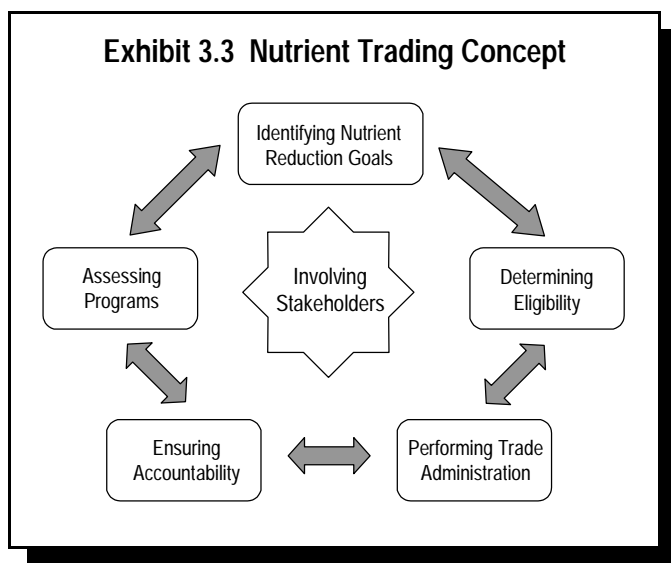 Exhibit 3.3 Nutrient Trading Concept
Identifying Nutrient
Reduction Goals
Assessing
Programs
Involving
Stakeholders
Determining
Eligibility
Ensuring
Accountability
Performing Trade
Administration